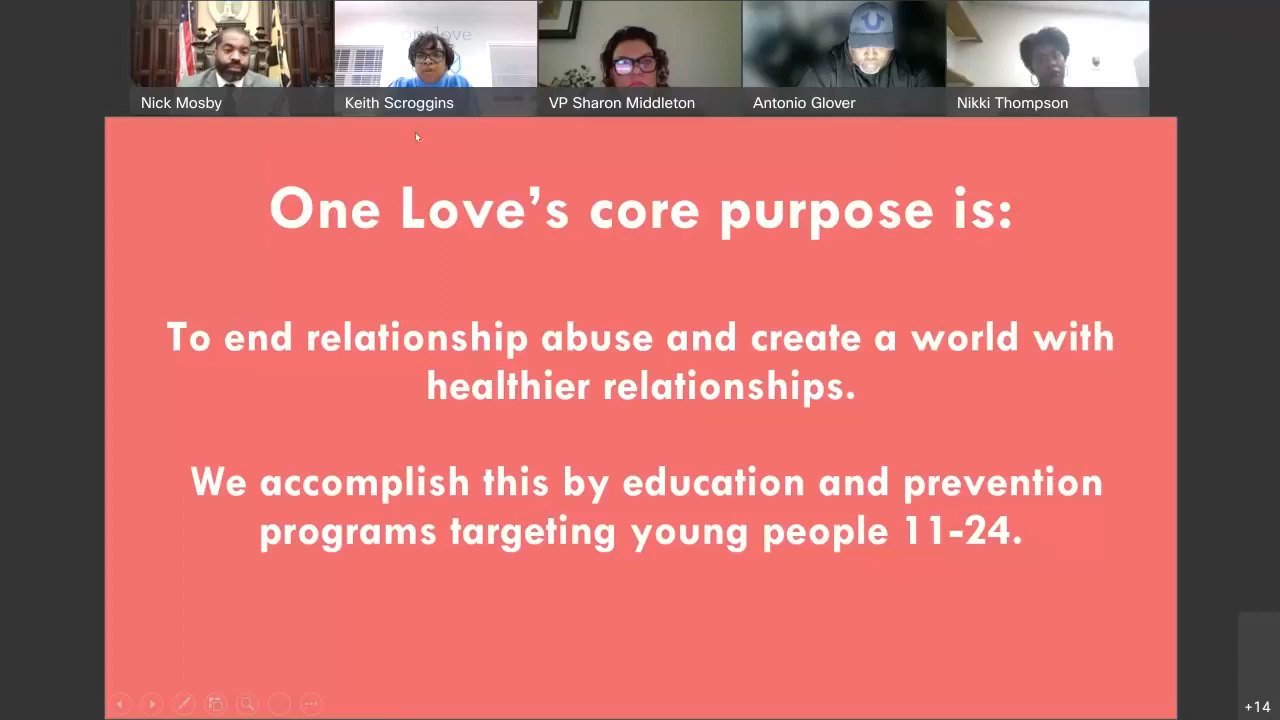 onelove
Nick Mosby
Keith Scroggins
VP Sharon Middleton
Antonio Glover
Nikki Thompson
One Love’s core purpose is:
To end relationship abuse and create a world with
healthier relationships.
We accomplish this by education and prevention
programs targeting young people 11-24.
+14